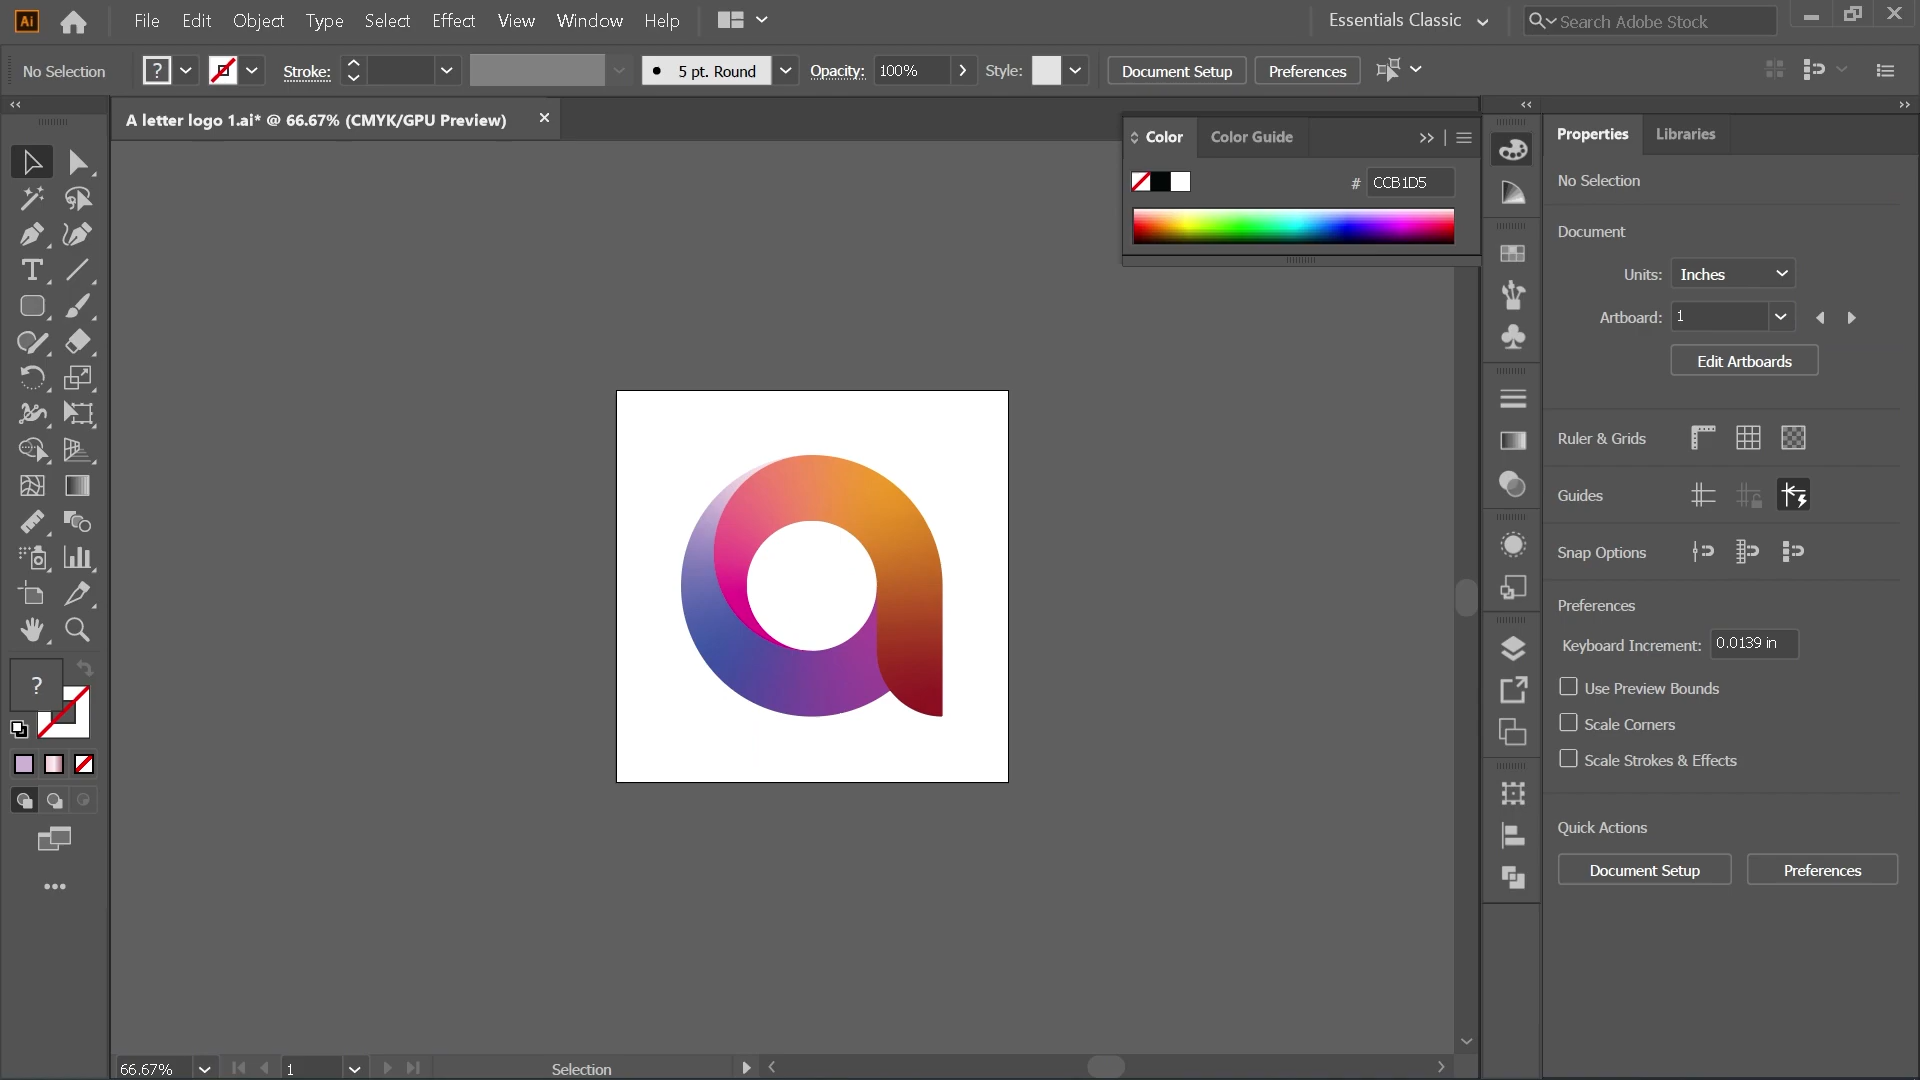 Ai File Edit Object Type Select Effect View Window Help Essentials Classic Search Adobe Stock
No Selection ? Stroke: 5 pt. Round Opacity: 100% Style: Document Setup Preferences
A letter logo 1.ai* @ 66.67% (CMYK/GPU Preview)
Color Color Guide
# CCB1D5
Properties Libraries
No Selection
Document
Units: Inches
Artboard: 1
Edit Artboards
Ruler & Grids
Guides
Snap Options
Preferences
Keyboard Increment: 0.0139 in
Use Preview Bounds
Scale Corners
Scale Strokes & Effects
Quick Actions
Document Setup Preferences
T
?
66.67% 1 Selection